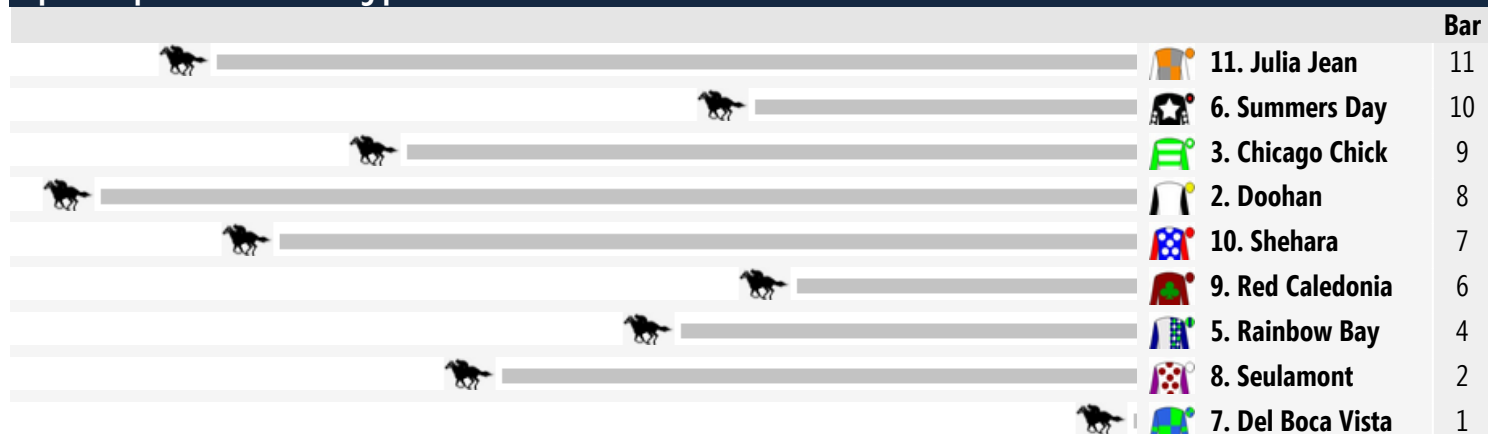 Bar
11. Julia Jean 11
6. Summers Day 10
3. Chicago Chick 9
2. Doohan 8
10. Shehara 7
9. Red Caledonia 6
5. Rainbow Bay 4
8. Seulamont 2
7. Del Boca Vista 1